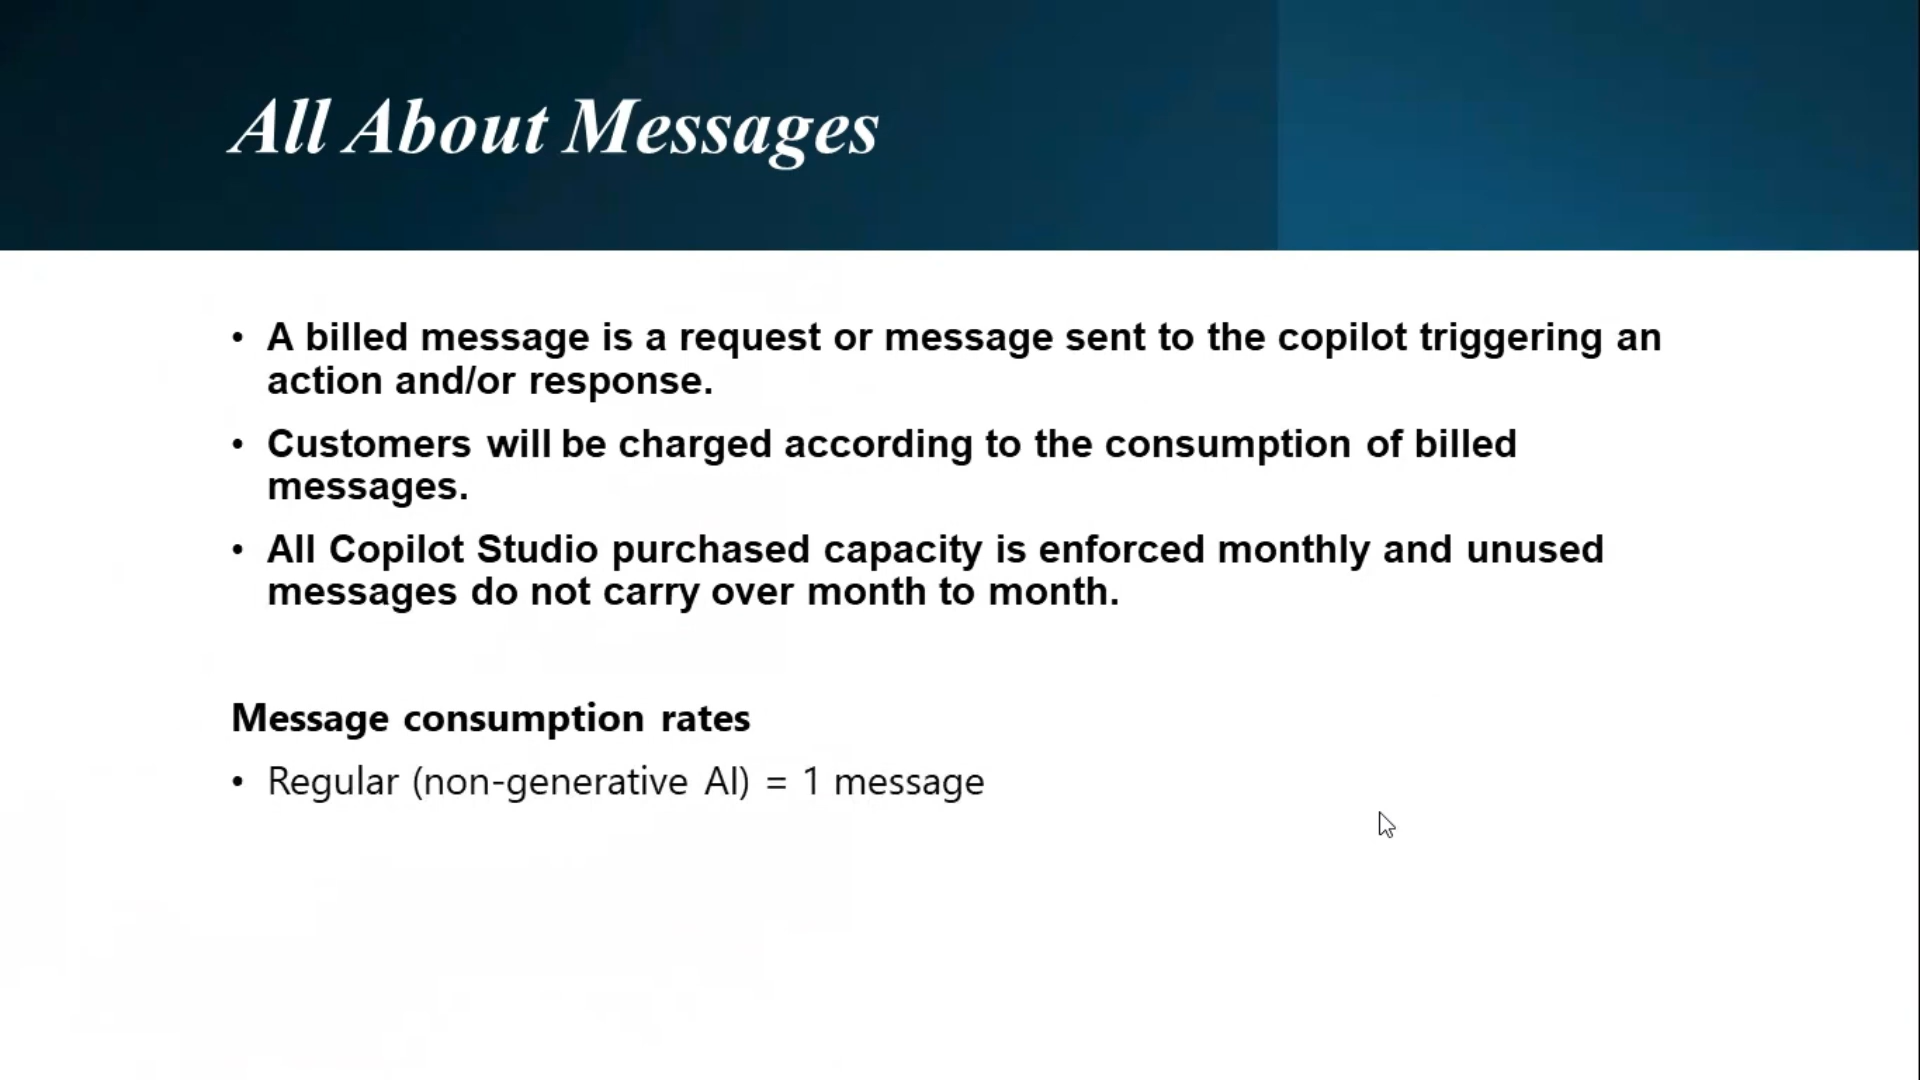 All About Messages
• A billed message is a request or message sent to the copilot triggering an
action and/or response.
• Customers will be charged according to the consumption of billed
messages.
• All Copilot Studio purchased capacity is enforced monthly and unused
messages do not carry over month to month.
Message consumption rates
• Regular (non-generative AI) = 1 message